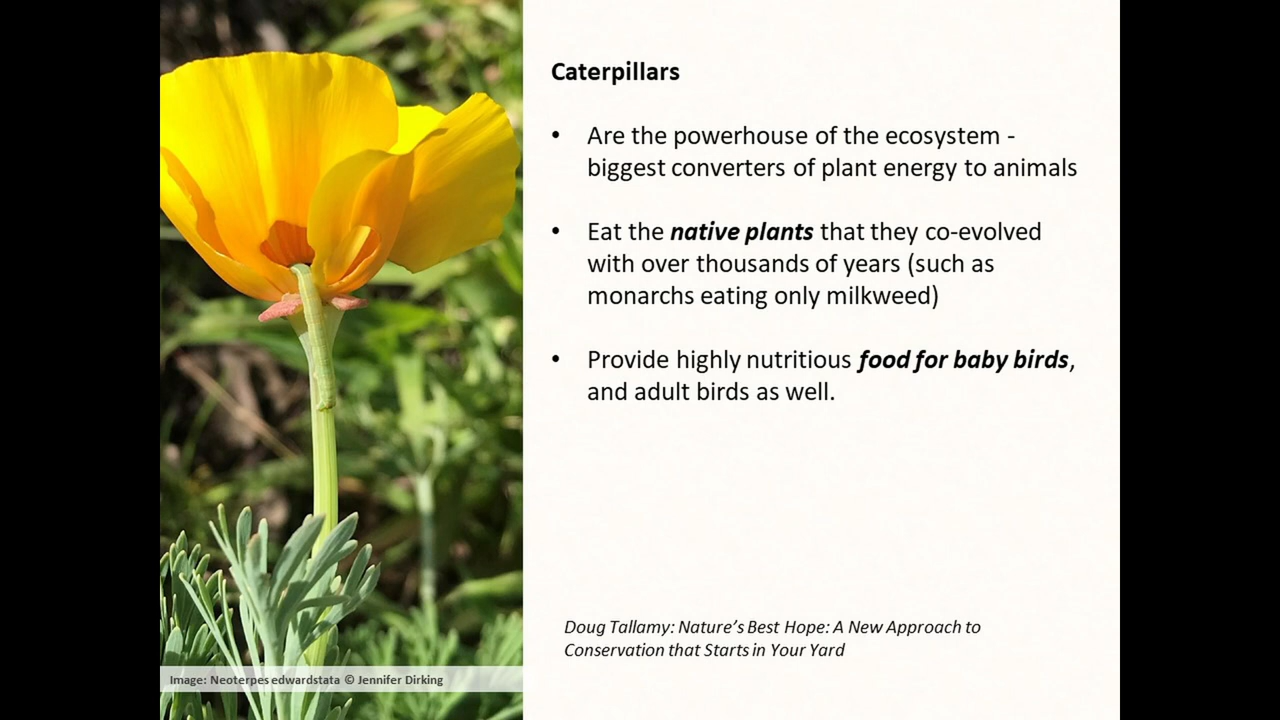 Caterpillars
• Are the powerhouse of the ecosystem -
biggest converters of plant energy to animals
• Eat the native plants that they co-evolved
with over thousands of years (such as
monarchs eating only milkweed)
• Provide highly nutritious food for baby birds,
and adult birds as well.
Doug Tallamy: Nature's Best Hope: A New Approach to
Conservation that Starts in Your Yard
Image: Neoterpes edwardstata © Jennifer Dirking